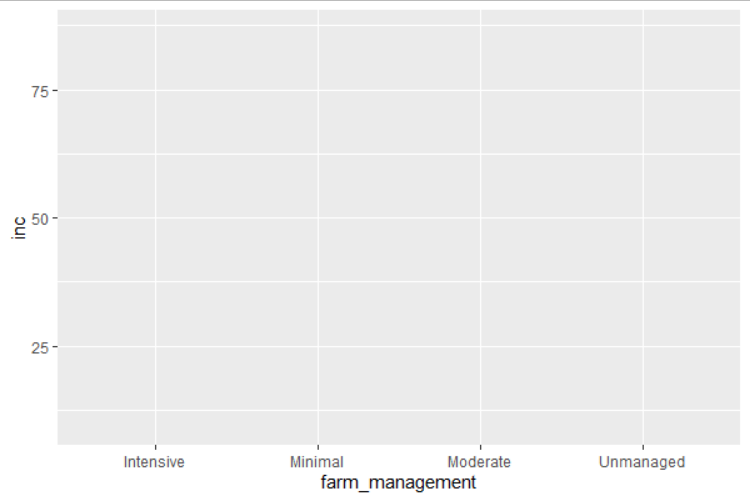 75
inc
50
25
Intensive Minimal Moderate Unmanaged
farm_management